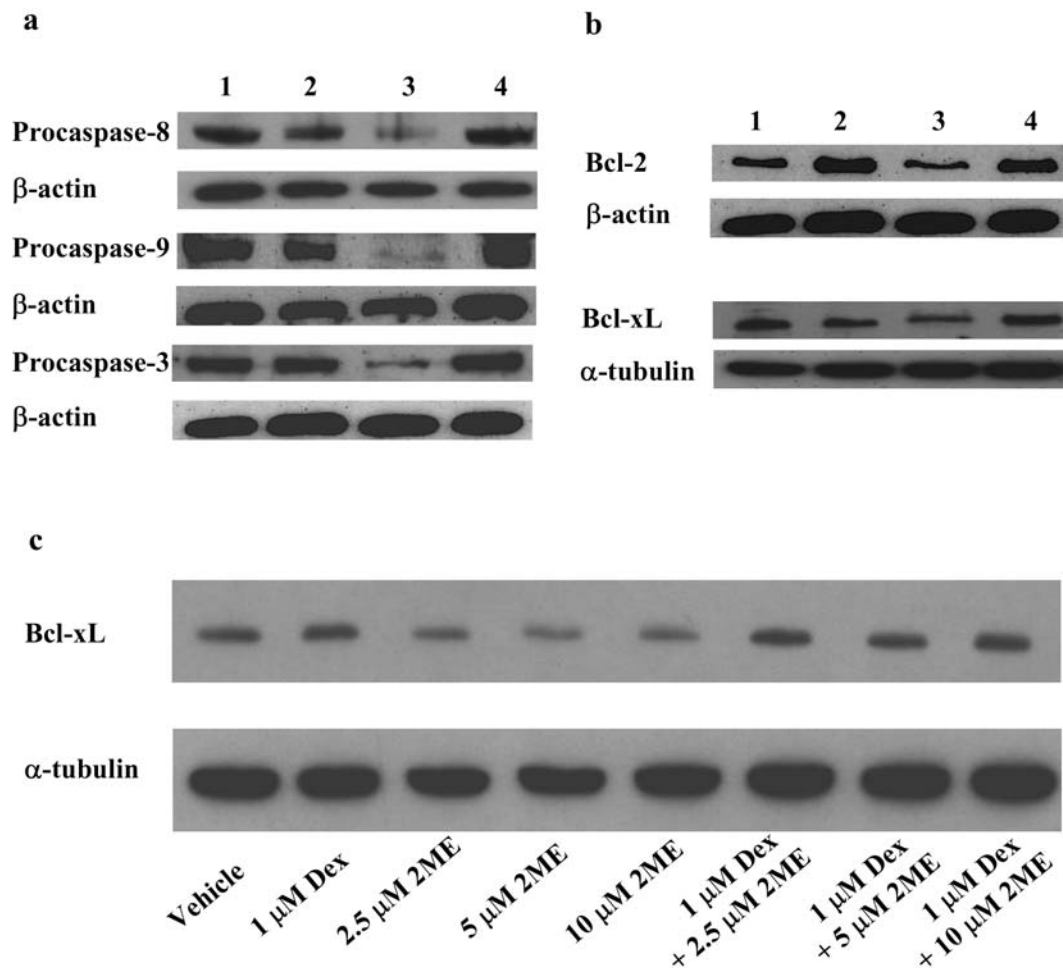 a
1 2 3 4
Procaspase-8
β-actin
Procaspase-9
β-actin
Procaspase-3
β-actin
b
1 2 3 4
Bcl-2
β-actin
Bcl-xL
α-tubulin
c
Bcl-xL
α-tubulin
Vehicle
1 μM Dex
2.5 μM 2ME
5 μM 2ME
10 μM 2ME
1 μM Dex
+ 2.5 μM 2ME
1 μM Dex
+ 5 μM 2ME
1 μM Dex
+ 10 μM 2ME